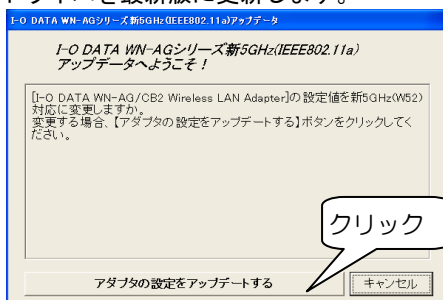 ドライバを最新版に更新します。
I-O DATA WN-AGシリーズ新5GHz(IEEE802.11a)アップデータ
I-O DATA WN-AGシリーズ新5GHz(IEEE802.11a)
アップデータへようこそ！
[I-O DATA WN-AG/CB2 Wireless LAN Adapter]の設定値を新5GHz(W52)
対応に変更しますか。
変更する場合、【アダプタの設定をアップデートする】ボタンをクリックしてく
ださい。
クリック
アダプタの設定をアップデートする
キャンセル